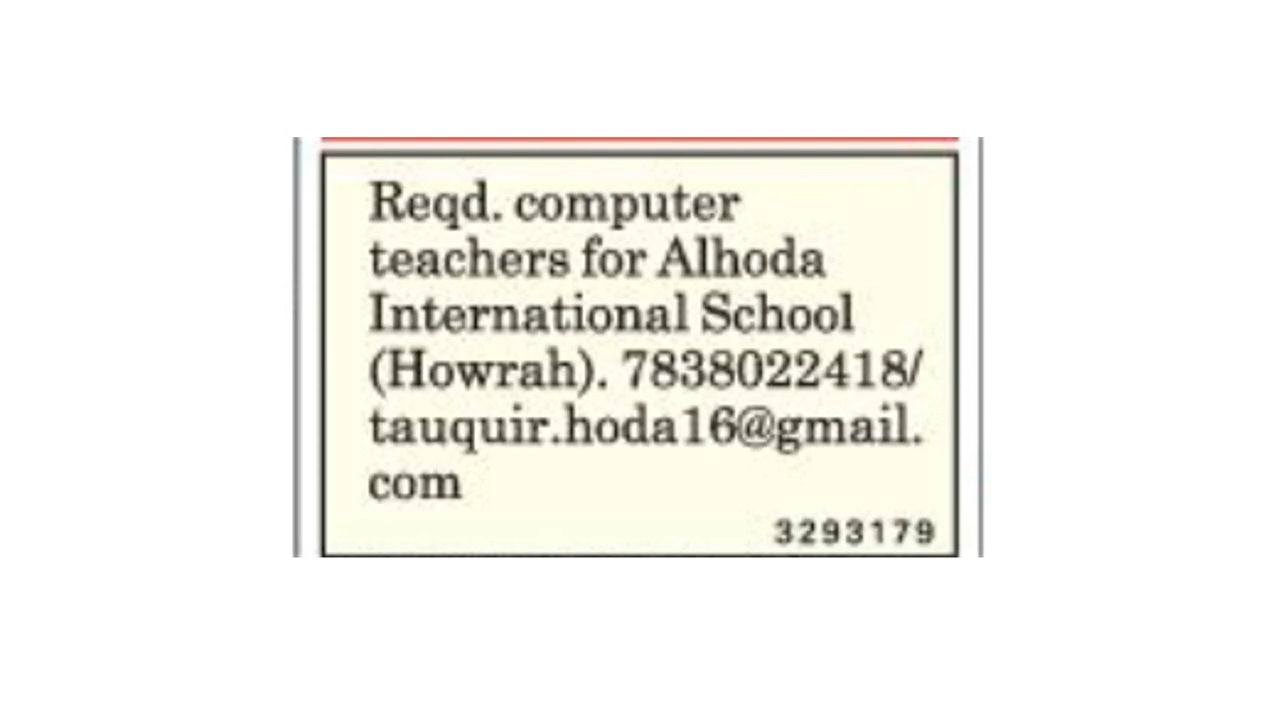 Reqd. computer
teachers for Alhoda
International School
(Howrah). 7838022418/
tauquir.hoda16@gmail.
com
3293179